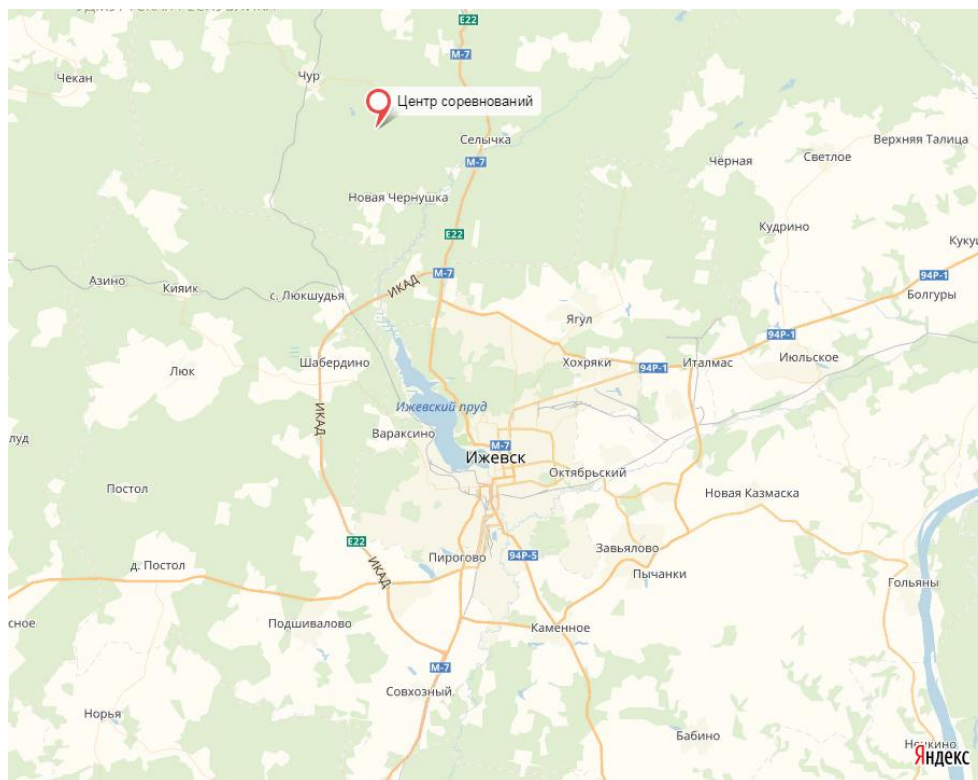 УДМУРТСКАЯ РЕСПУБЛИКА
E22
М-7
Чекан
Чур
Центр соревнований
Селычка
М-7
Верхняя Талица
Чёрная
Светлое
Новая Чернушка
Кудрино
E22
Азино
Кияик
с. Люкшудья
ИКАД
М-7
94Р-1
Болгуры
Ягул
94Р-1
Шабердино
Хохряки
94Р-1
Италмас
Июльское
Люк
ИКАД
Ижевский пруд
Вараксино
М-7
Ижевск
Октябрьский
Постол
Новая Казмаска
E22
Пирогово
94Р-5
Завьялово
д. Постол
ИКАД
Пычанки
Гольяны
Подшивалово
Каменное
М-7
Совхозный
Норья
Бабино
Яндекс